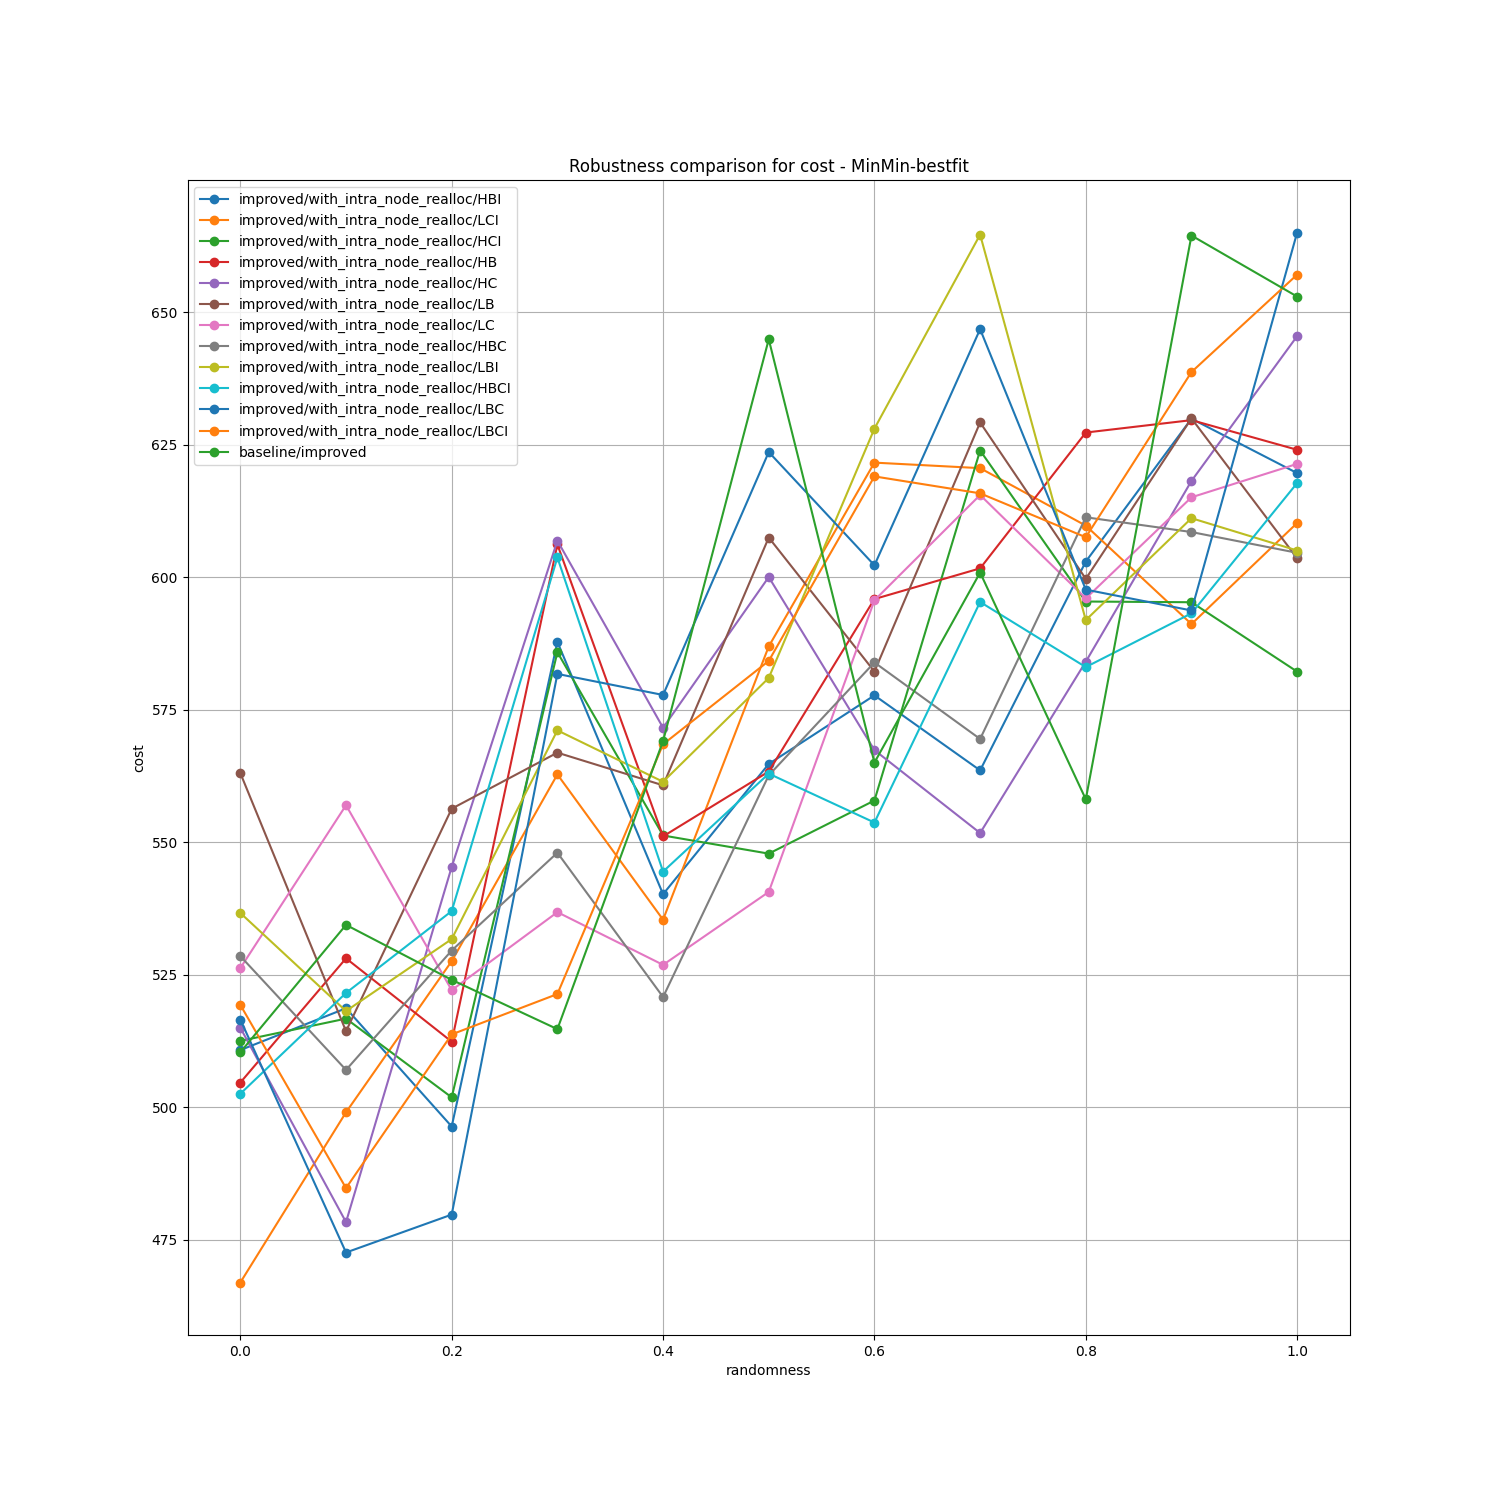 Robustness comparison for cost - MinMin-bestfit
improved/with_intra_node_realloc/HBI
improved/with_intra_node_realloc/LCI
improved/with_intra_node_realloc/HCI
improved/with_intra_node_realloc/HB
improved/with_intra_node_realloc/HC
improved/with_intra_node_realloc/LB
improved/with_intra_node_realloc/LC
improved/with_intra_node_realloc/HBC
improved/with_intra_node_realloc/LBI
improved/with_intra_node_realloc/HBCI
improved/with_intra_node_realloc/LBC
improved/with_intra_node_realloc/LBCI
baseline/improved
650
625
600
575
550
525
500
475
cost
0.0 0.2 0.4 0.6 0.8 1.0
randomness